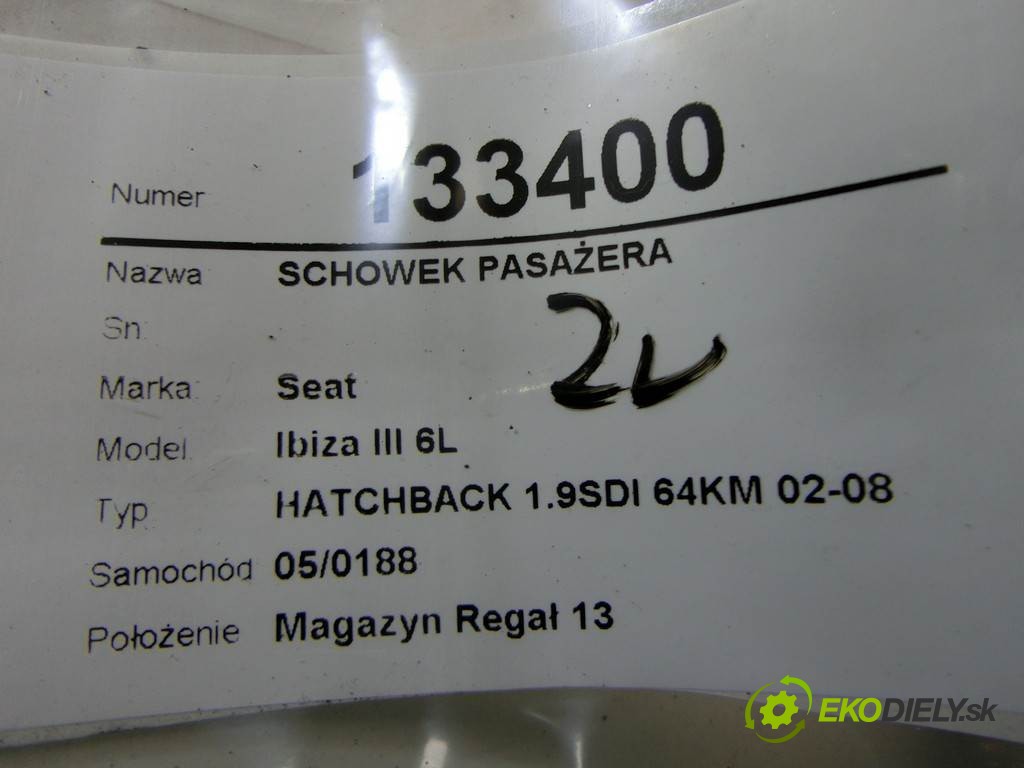 Numer 133400
Nazwa SCHOWEK PASAŻERA
Sn:
Marka: Seat
Model: Ibiza III 6L
Typ: HATCHBACK 1.9SDI 64KM 02-08
Samochód 05/0188
Położenie Magazyn Regał 13
EKODIELY.sk